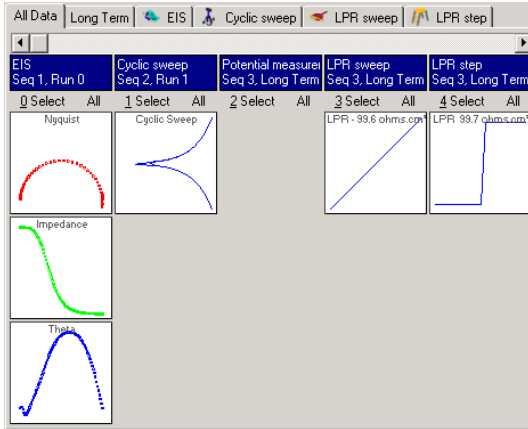 All Data Long Term EIS Cyclic sweep LPR sweep LPR step
EIS Cyclic sweep Potential measurei LPR sweep LPR step
Seq 1, Run 0 Seq 2, Run 1 Seq 3, Long Term Seq 3, Long Term Seq 3, Long Term
0 Select All 1 Select All 2 Select All 3 Select All 4 Select All
Nyquist Cyclic Sweep LPR - 99.6 ohms.cm² LPR 99.7 ohms.cm²
Impedance
Theta